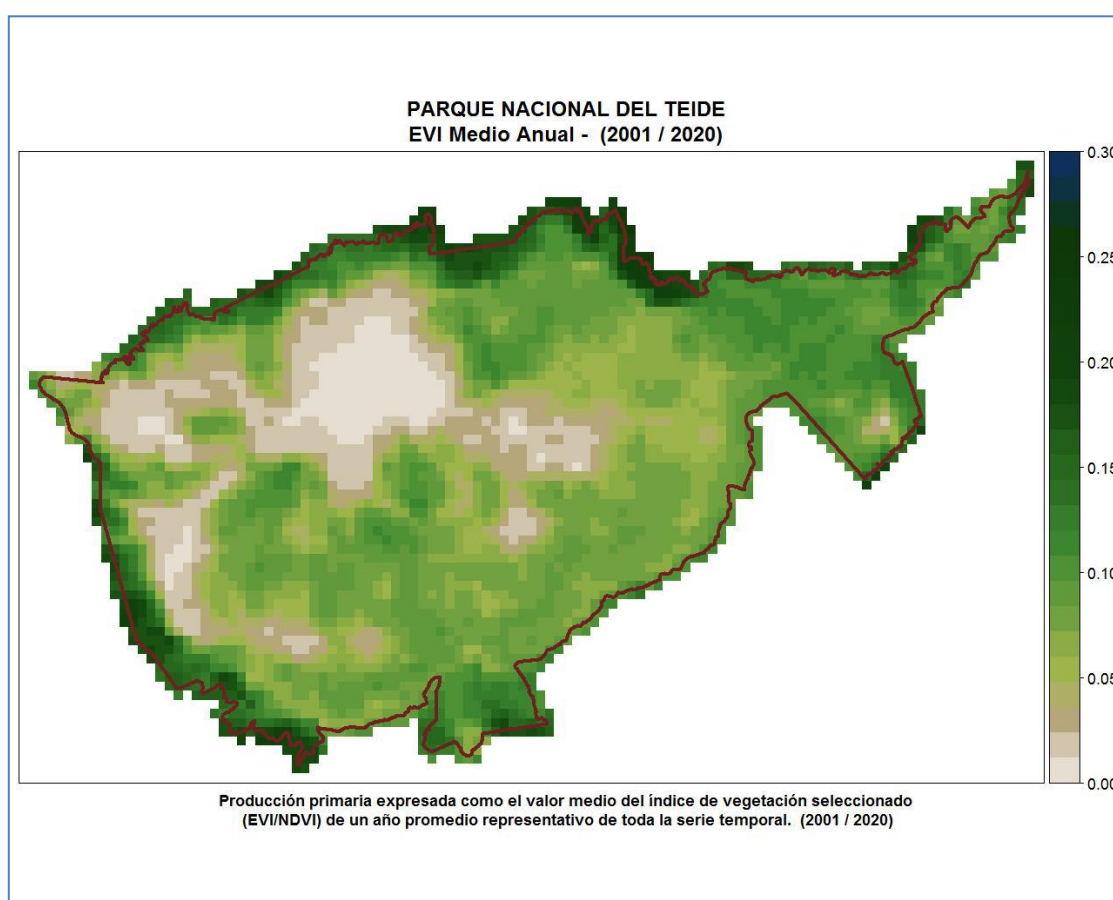 PARQUE NACIONAL DEL TEIDE
EVI Medio Anual - (2001 / 2020)
0.30
0.25
0.20
0.15
0.10
0.05
0.00
Producción primaria expresada como el valor medio del índice de vegetación seleccionado
(EVI/NDVI) de un año promedio representativo de toda la serie temporal. (2001 / 2020)